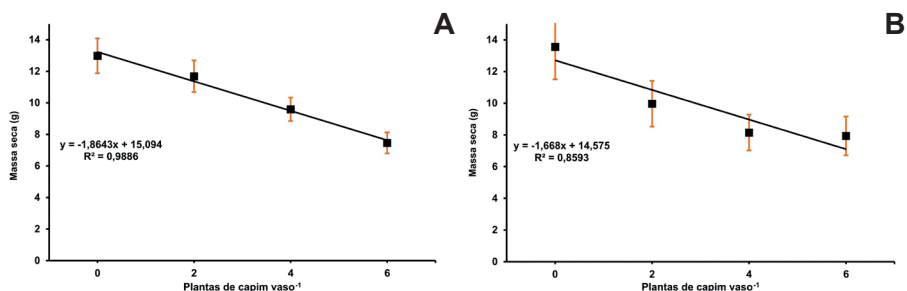 A
Massa seca (g)
14
12
10
8
6
4
2
0
y = -1,8643x + 15,094
R² = 0,9886
0 2 4 6
Plantas de capim vaso⁻¹
B
Massa seca (g)
14
12
10
8
6
4
2
0
y = -1,668x + 14,575
R² = 0,8593
0 2 4 6
Plantas de capim vaso⁻¹